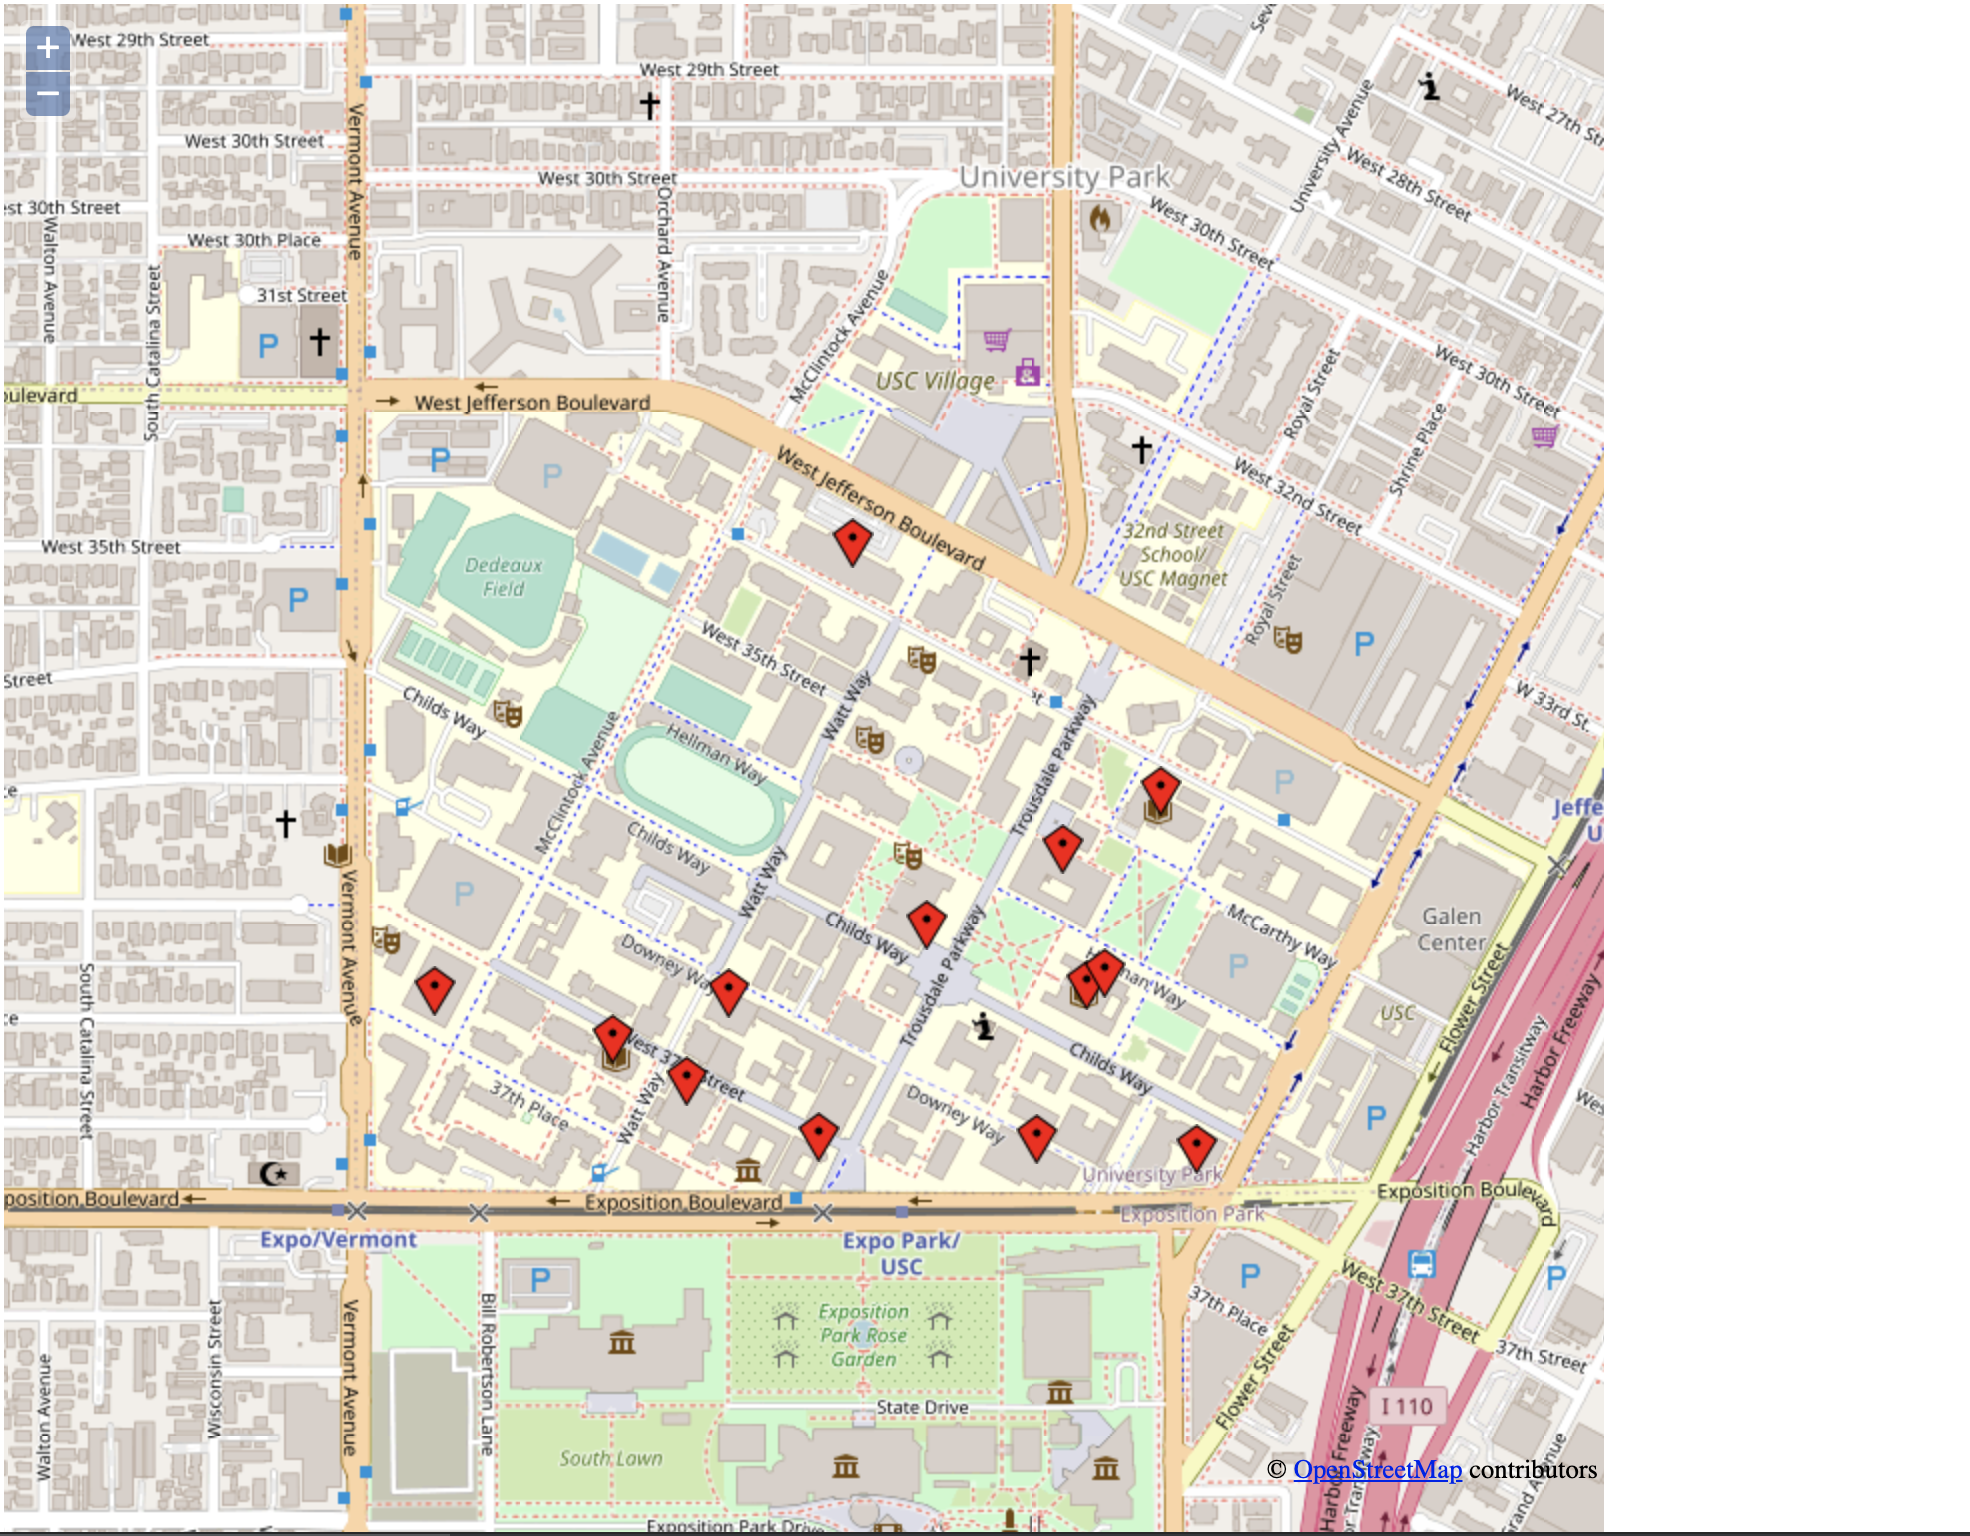 +
−
West 29th Street
West 29th Street
West 30th Street
West 30th Street
est 30th Street
West 30th Place
31st Street
Walton Avenue
South Catalina Street
Vermont Avenue
Orchard Avenue
University Park
University Avenue
West 27th Str
West 28th Street
West 30th Street
West 30th Street
McClintock Avenue
USC Village
Royal Street
Shrine Place
West 32nd Street
oulevard
West Jefferson Boulevard
West Jefferson Boulevard
P
P
P
P
P
West 35th Street
Dedeaux
Field
32nd Street
School/
USC Magnet
Royal Street
Street
West 35th Street
Childs Way
Watt Way
Hellman Way
McClintock Avenue
Trousdale Parkway
W 33rd St.
P
Jeffe
U
P
Childs Way
Watt Way
Childs Way
Trousdale Parkway
McCarthy Way
Galen
Center
P
Vermont Avenue
Downey Way
South Catalina Street
USC
Flower Street
Harbor Freeway
Harbor Transitway
Childs Way
P
Watt Way
37th Place
Downey Way
University Park
position Boulevard
Exposition Boulevard
Exposition Boulevard
Exposition Park
Expo/Vermont
Expo Park/
USC
P
P
P
37th Place
West 37th Street
37th Street
Exposition
Park Rose
Garden
Bill Robertson Lane
Vermont Avenue
Wisconsin Street
Walton Avenue
Flower Street
State Drive
I 110
South Lawn
Harbor Freeway
Grand Avenue
© OpenStreetMap contributors
Exposition Park Drive